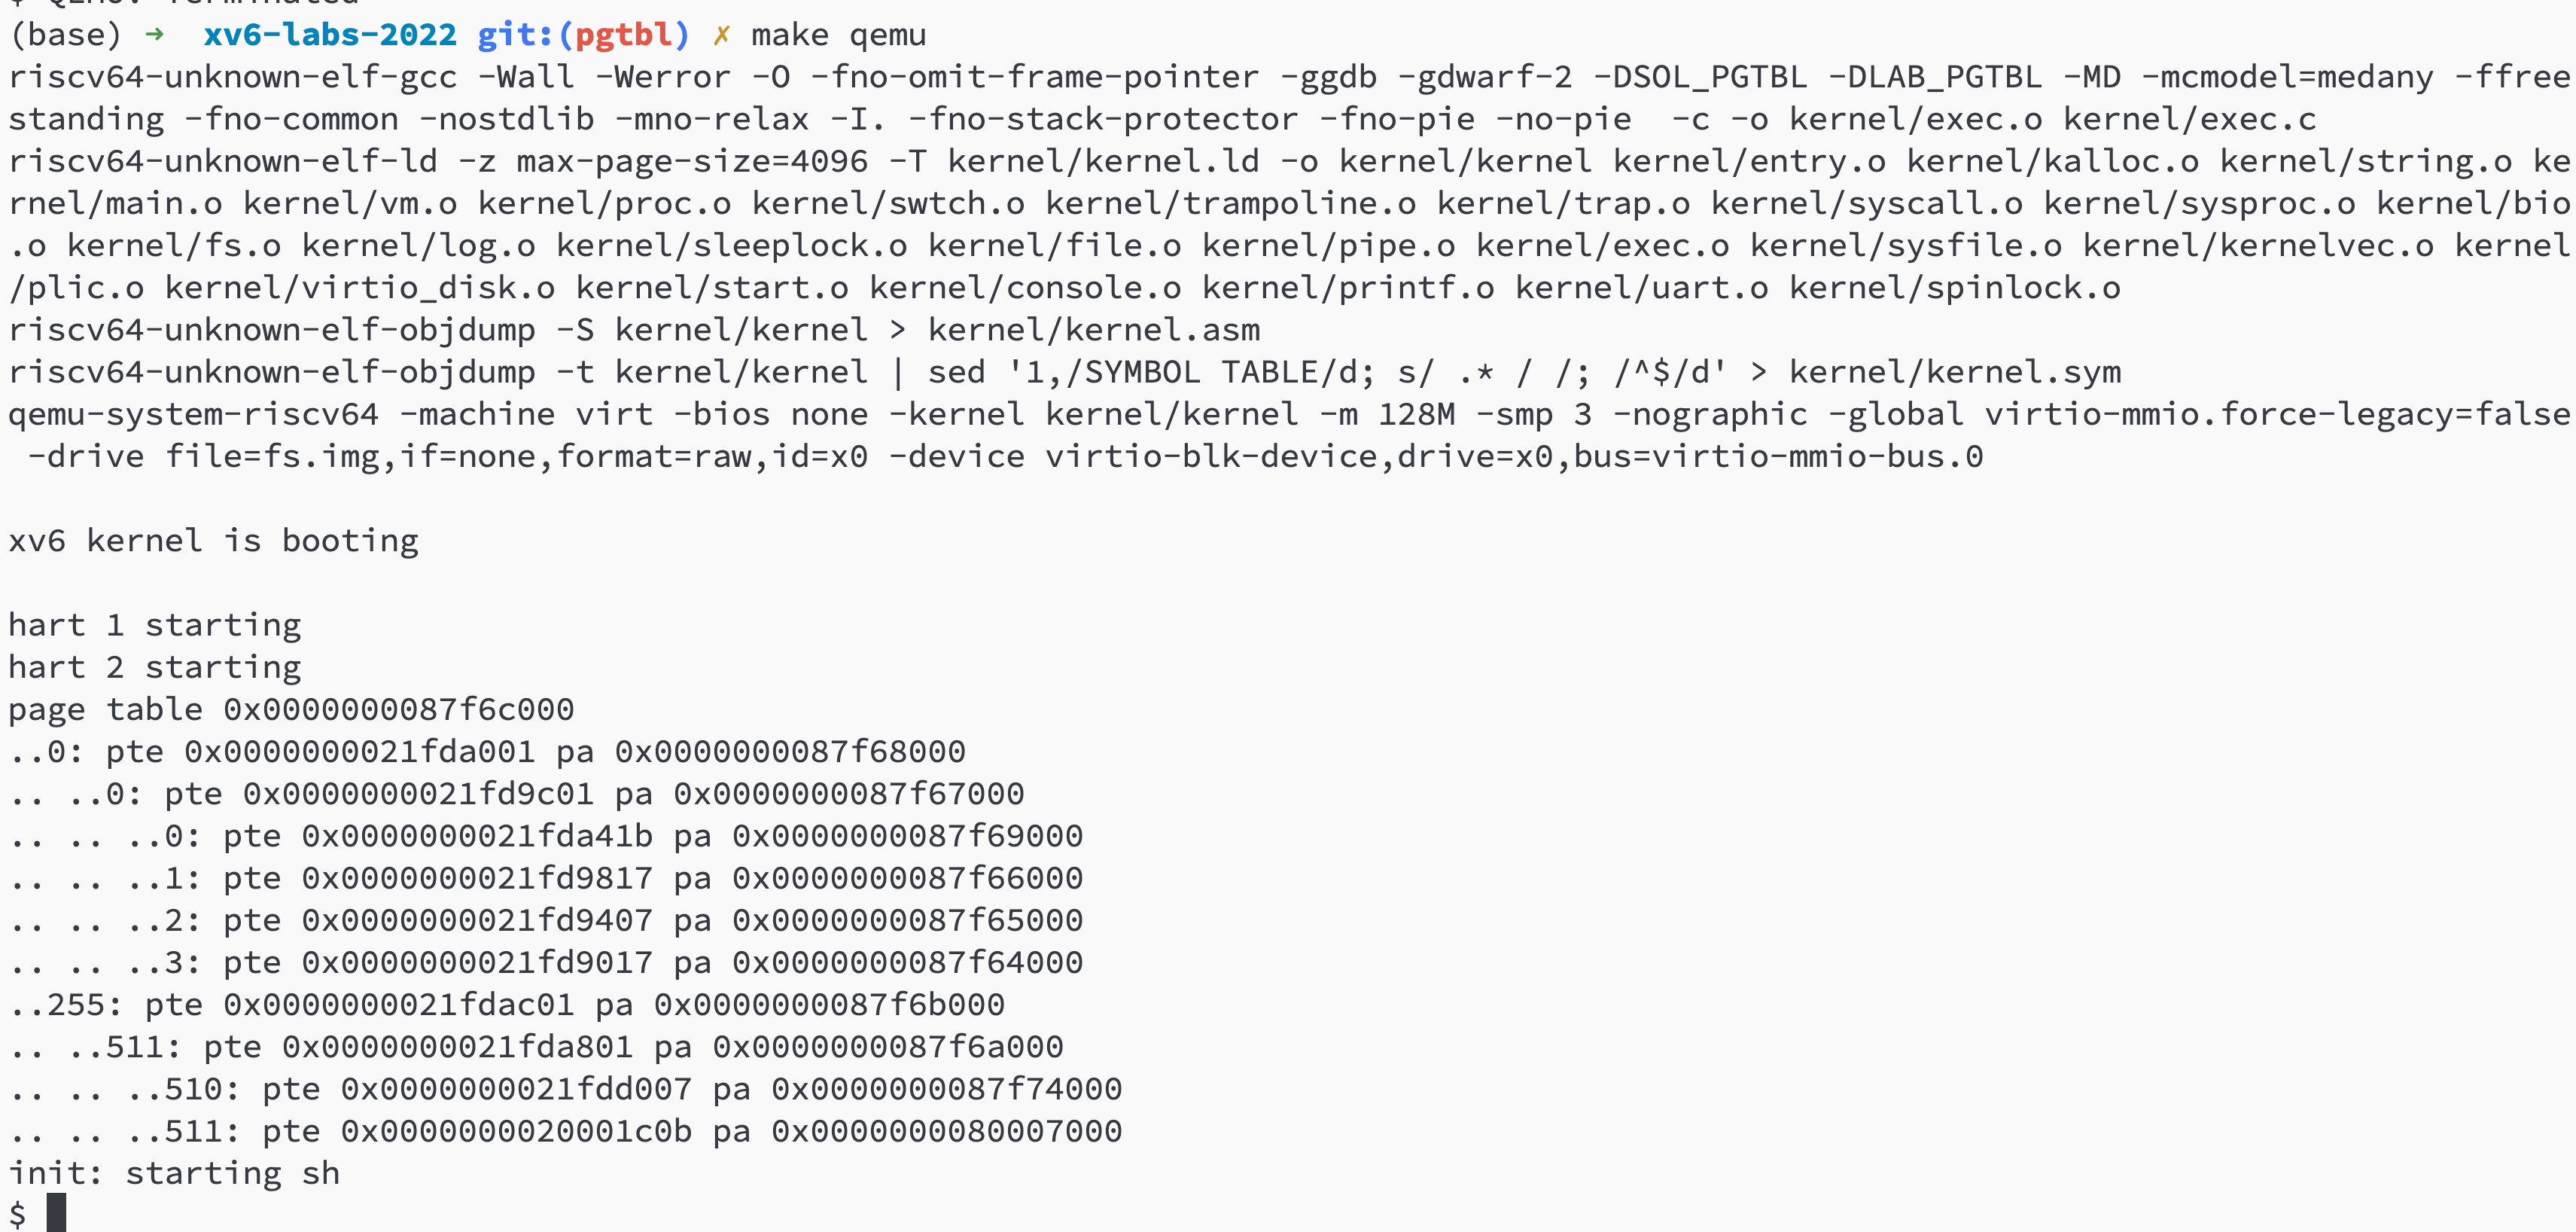 (base) → xv6-labs-2022 git:(pgtbl) ✗ make qemu
riscv64-unknown-elf-gcc -Wall -Werror -O -fno-omit-frame-pointer -ggdb -gdwarf-2 -DSOL_PGTBL -DLAB_PGTBL -MD -mcmodel=medany -ffree
standing -fno-common -nostdlib -mno-relax -I. -fno-stack-protector -fno-pie -no-pie  -c -o kernel/exec.o kernel/exec.c
riscv64-unknown-elf-ld -z max-page-size=4096 -T kernel/kernel.ld -o kernel/kernel kernel/entry.o kernel/kalloc.o kernel/string.o ke
rnel/main.o kernel/vm.o kernel/proc.o kernel/swtch.o kernel/trampoline.o kernel/trap.o kernel/syscall.o kernel/sysproc.o kernel/bio
.o kernel/fs.o kernel/log.o kernel/sleeplock.o kernel/file.o kernel/pipe.o kernel/exec.o kernel/sysfile.o kernel/kernelvec.o kernel
/plic.o kernel/virtio_disk.o kernel/start.o kernel/console.o kernel/printf.o kernel/uart.o kernel/spinlock.o
riscv64-unknown-elf-objdump -S kernel/kernel > kernel/kernel.asm
riscv64-unknown-elf-objdump -t kernel/kernel | sed '1,/SYMBOL TABLE/d; s/ .* / /; /^$/d' > kernel/kernel.sym
qemu-system-riscv64 -machine virt -bios none -kernel kernel/kernel -m 128M -smp 3 -nographic -global virtio-mmio.force-legacy=false
 -drive file=fs.img,if=none,format=raw,id=x0 -device virtio-blk-device,drive=x0,bus=virtio-mmio-bus.0
xv6 kernel is booting
hart 1 starting
hart 2 starting
page table 0x0000000087f6c000
..0: pte 0x0000000021fda001 pa 0x0000000087f68000
.. ..0: pte 0x0000000021fd9c01 pa 0x0000000087f67000
.. .. ..0: pte 0x0000000021fda41b pa 0x0000000087f69000
.. .. ..1: pte 0x0000000021fd9817 pa 0x0000000087f66000
.. .. ..2: pte 0x0000000021fd9407 pa 0x0000000087f65000
.. .. ..3: pte 0x0000000021fd9017 pa 0x0000000087f64000
..255: pte 0x0000000021fdac01 pa 0x0000000087f6b000
.. ..511: pte 0x0000000021fda801 pa 0x0000000087f6a000
.. .. ..510: pte 0x0000000021fdd007 pa 0x0000000087f74000
.. .. ..511: pte 0x0000000020001c0b pa 0x0000000080007000
init: starting sh
$